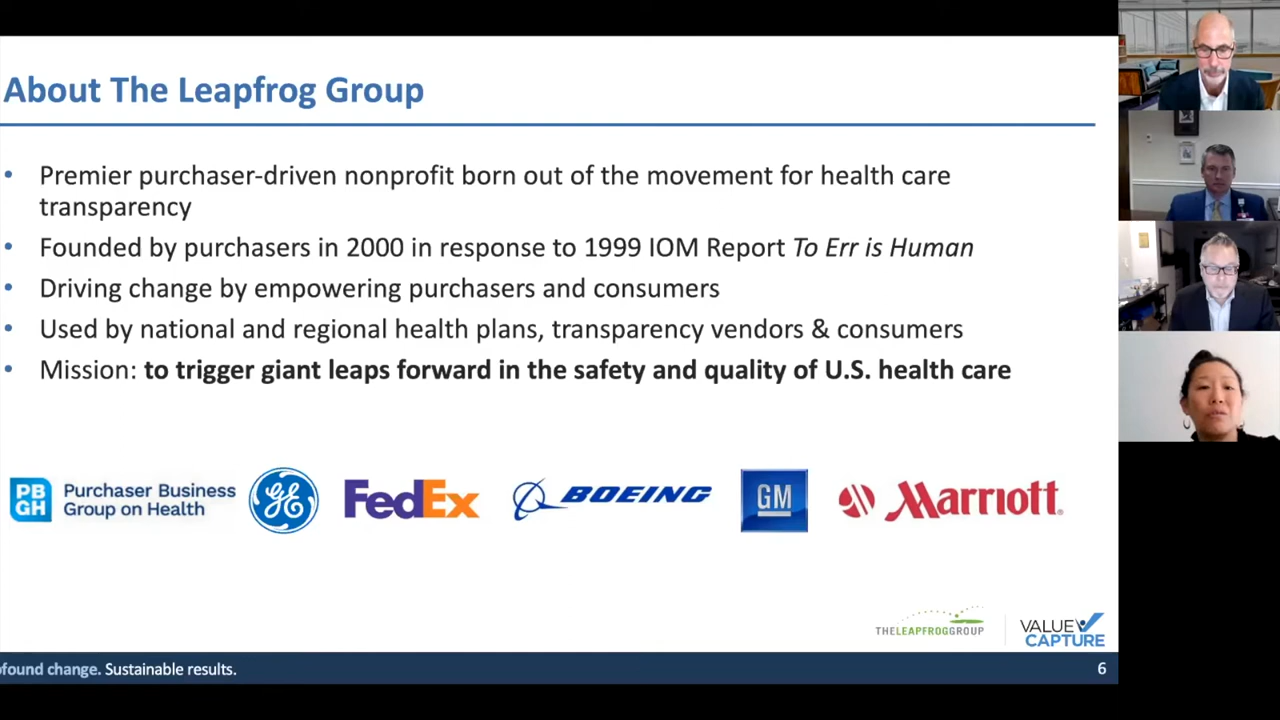 About The Leapfrog Group
• Premier purchaser-driven nonprofit born out of the movement for health care
transparency
• Founded by purchasers in 2000 in response to 1999 IOM Report To Err is Human
• Driving change by empowering purchasers and consumers
• Used by national and regional health plans, transparency vendors & consumers
• Mission: to trigger giant leaps forward in the safety and quality of U.S. health care
PB
GH
Purchaser Business
Group on Health
GE
FedEx
BOEING
GM
Marriott
THELEAPFROGGROUP
VALUE
CAPTURE
ofound change. Sustainable results.
6